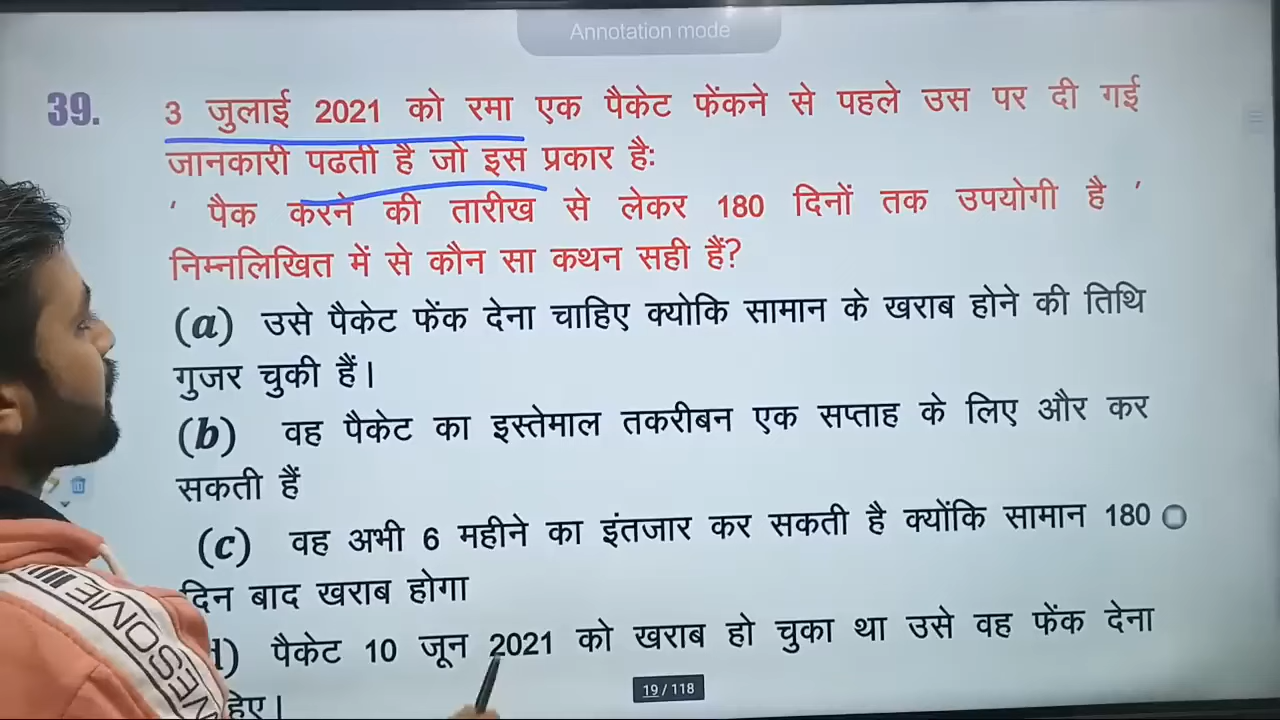 Annotation mode
39. 3 जुलाई 2021 को रमा एक पैकेट फेंकने से पहले उस पर दी गई
जानकारी पढती है जो इस प्रकार है:
' पैक करने की तारीख से लेकर 180 दिनों तक उपयोगी है '
निम्नलिखित में से कौन सा कथन सही हैं?
(a) उसे पैकेट फेंक देना चाहिए क्योकि सामान के खराब होने की तिथि
गुजर चुकी हैं।
(b) वह पैकेट का इस्तेमाल तकरीबन एक सप्ताह के लिए और कर
सकती हैं
(c) वह अभी 6 महीने का इंतजार कर सकती है क्योंकि सामान 180
दिन बाद खराब होगा
d) पैकेट 10 जून 2021 को खराब हो चुका था उसे वह फेंक देना
हिए।
19 / 118
WESOME